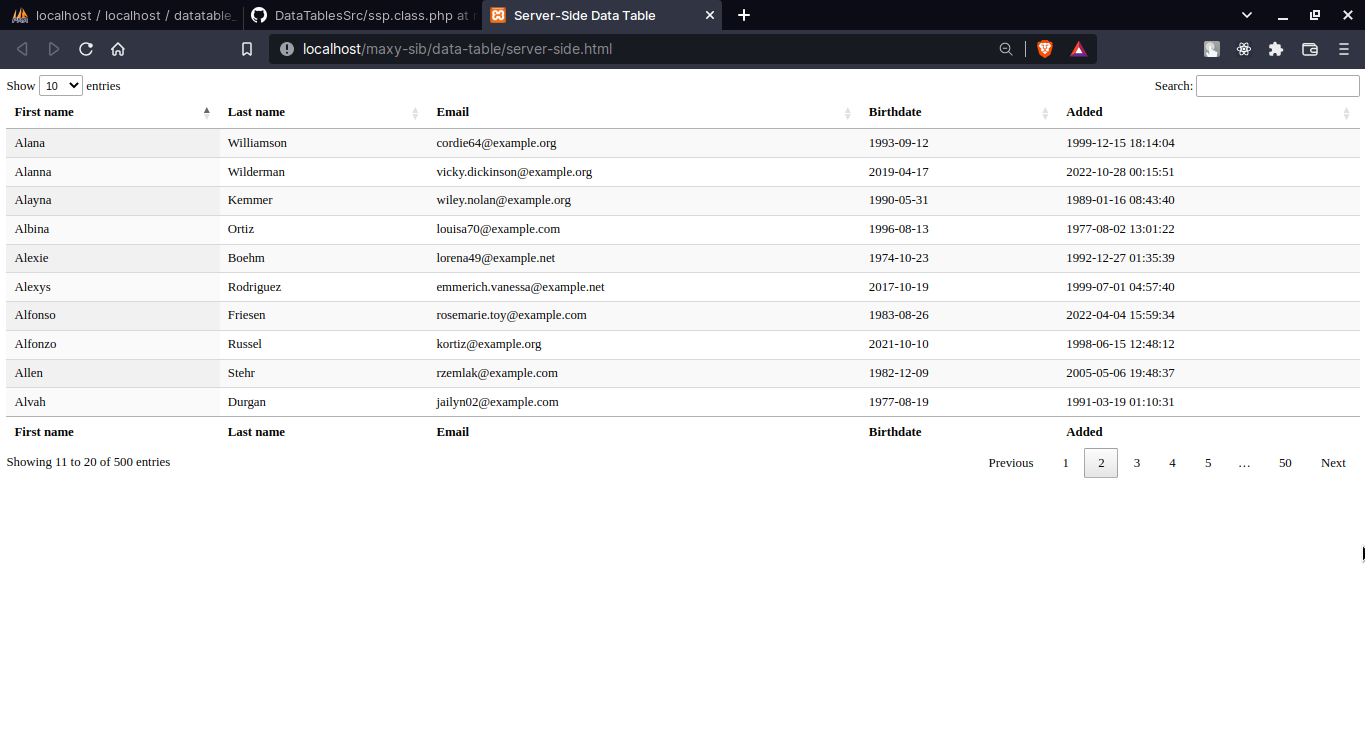 localhost / localhost / datatable_
DataTablesSrc/ssp.class.php at
Server-Side Data Table
localhost/maxy-sib/data-table/server-side.html
Show 10 entries Search:
First name Last name Email Birthdate Added
Alana Williamson cordie64@example.org 1993-09-12 1999-12-15 18:14:04
Alanna Wilderman vicky.dickinson@example.org 2019-04-17 2022-10-28 00:15:51
Alayna Kemmer wiley.nolan@example.org 1990-05-31 1989-01-16 08:43:40
Albina Ortiz louisa70@example.com 1996-08-13 1977-08-02 13:01:22
Alexie Boehm lorena49@example.net 1974-10-23 1992-12-27 01:35:39
Alexys Rodriguez emmerich.vanessa@example.net 2017-10-19 1999-07-01 04:57:40
Alfonso Friesen rosemarie.toy@example.com 1983-08-26 2022-04-04 15:59:34
Alfonzo Russel kortiz@example.org 2021-10-10 1998-06-15 12:48:12
Allen Stehr rzemlak@example.com 1982-12-09 2005-05-06 19:48:37
Alvah Durgan jailyn02@example.com 1977-08-19 1991-03-19 01:10:31
First name Last name Email Birthdate Added
Showing 11 to 20 of 500 entries Previous 1 2 3 4 5 … 50 Next